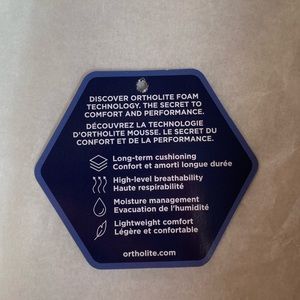 DISCOVER ORTHOLITE FOAM
TECHNOLOGY. THE SECRET TO
COMFORT AND PERFORMANCE.
DÉCOUVREZ LA TECHNOLOGIE
D'ORTHOLITE MOUSSE. LE SECRET DU
CONFORT ET DE LA PERFORMANCE.
Long-term cushioning
Confort et amorti longue durée
High-level breathability
Haute respirabilité
Moisture management
Evacuation de l'humidité
Lightweight comfort
Légère et confortable
ortholite.com